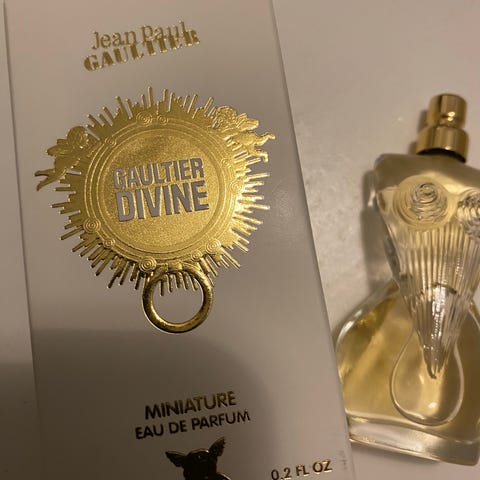 Jean Paul
GAULTIER
GAULTIER
DIVINE
MINIATURE
EAU DE PARFUM
0.2 FL OZ